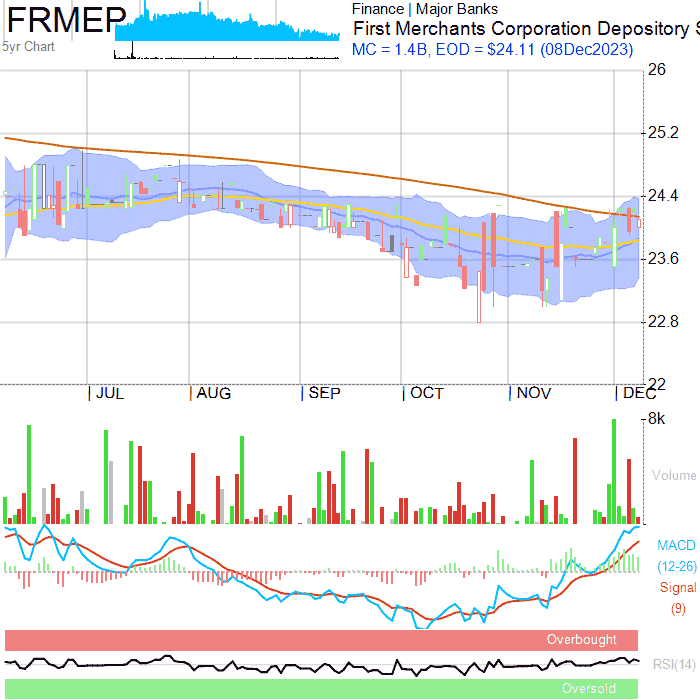 FRMEP
5yr Chart
Finance | Major Banks
First Merchants Corporation Depository S
MC = 1.4B, EOD = $24.11 (08Dec2023)
26
25.2
24.4
23.6
22.8
22
JUL AUG SEP OCT NOV DEC
8k
Volume
MACD
(12-26)
Signal
(9)
Overbought
RSI(14)
Oversold